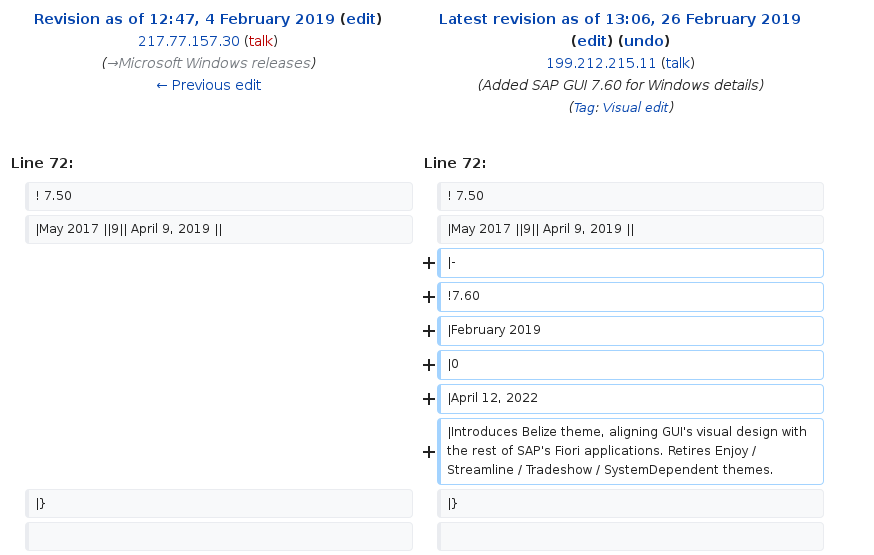 Revision as of 12:47, 4 February 2019 (edit)
217.77.157.30 (talk)
(→Microsoft Windows releases)
← Previous edit
Latest revision as of 13:06, 26 February 2019
(edit) (undo)
199.212.215.11 (talk)
(Added SAP GUI 7.60 for Windows details)
(Tag: Visual edit)
Line 72:
Line 72:
! 7.50
! 7.50
|May 2017 ||9|| April 9, 2019 ||
|May 2017 ||9|| April 9, 2019 ||
+ |-
+ !7.60
+ |February 2019
+ |0
+ |April 12, 2022
|Introduces Belize theme, aligning GUI's visual design with
+ the rest of SAP's Fiori applications. Retires Enjoy /
Streamline / Tradeshow / SystemDependent themes.
|}
|}